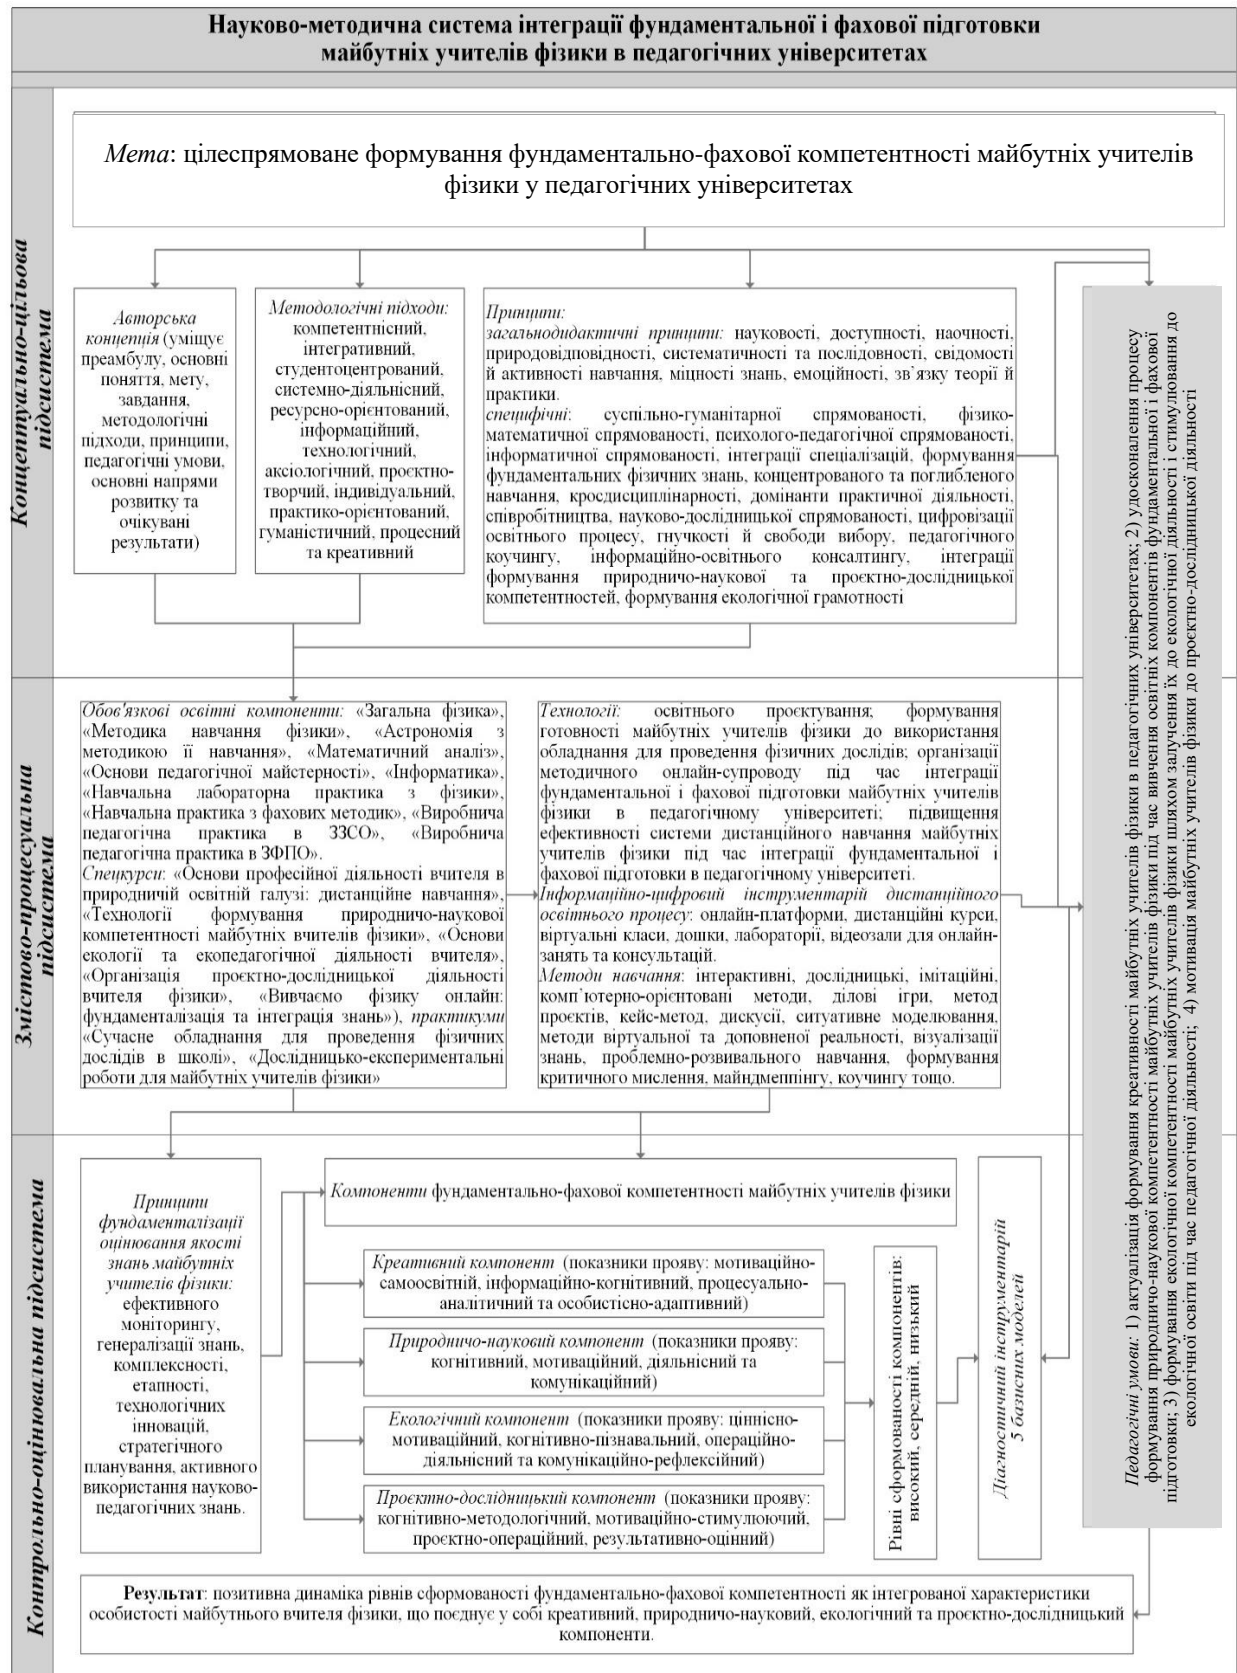 Науково-методична система інтеграції фундаментальної і фахової підготовки
майбутніх учителів фізики в педагогічних університетах
Концептуально-цільова
підсистема
Мета: цілеспрямоване формування фундаментально-фахової компетентності майбутніх учителів
фізики у педагогічних університетах
Авторська
концепція (уміщує
преамбулу, основні
поняття, мету,
завдання,
методологічні
підходи, принципи,
педагогічні умови,
основні напрями
розвитку та
очікувані
результати)
Методологічні підходи:
компетентнісний,
інтегративний,
студентоцентрований,
системно-діяльнісний,
ресурсно-орієнтований,
інформаційний,
технологічний,
аксіологічний, проєктно-
творчий, індивідуальний,
практико-орієнтований,
гуманістичний, процесний
та креативний
Принципи:
загальнодидактичні принципи: науковості, доступності, наочності,
природовідповідності, систематичності та послідовності, свідомості
й активності навчання, міцності знань, емоційності, зв'язку теорії й
практики.
специфічні: суспільно-гуманітарної спрямованості, фізико-
математичної спрямованості, психолого-педагогічної спрямованості,
інформатичної спрямованості, інтеграції спеціалізацій, формування
фундаментальних фізичних знань, концентрованого та поглибленого
навчання, кросдисциплінарності, домінанти практичної діяльності,
співробітництва, науково-дослідницької спрямованості, цифровізації
освітнього процесу, гнучкості й свободи вибору, педагогічного
коучингу, інформаційно-освітнього консалтингу, інтеграції
формування природничо-наукової та проєктно-дослідницької
компетентностей, формування екологічної грамотності
Педагогічні умови: 1) актуалізація формування креативності майбутніх учителів фізики в педагогічних університетах; 2) удосконалення процесу
формування природничо-наукової компетентності майбутніх учителів фізики під час вивчення освітніх компонентів фундаментальної і фахової
підготовки; 3) формування екологічної компетентності майбутніх учителів фізики шляхом залучення їх до екологічної діяльності і стимулювання до
екологічної освіти під час педагогічної діяльності; 4) мотивація майбутніх учителів фізики до проєктно-дослідницької діяльності
Змістово-процесуальна
підсистема
Обов'язкові освітні компоненти: «Загальна фізика»,
«Методика навчання фізики», «Астрономія з
методикою її навчання», «Математичний аналіз»,
«Основи педагогічної майстерності», «Інформатика»,
«Навчальна лабораторна практика з фізики»,
«Навчальна практика з фахових методик», «Виробнича
педагогічна практика в ЗЗСО», «Виробнича
педагогічна практика в ЗФПО».
Спецкурси: «Основи професійної діяльності вчителя в
природничій освітній галузі: дистанційне навчання»,
«Технології формування природничо-наукової
компетентності майбутніх вчителів фізики», «Основи
екології та екопедагогічної діяльності вчителя»,
«Організація проєктно-дослідницької діяльності
вчителя фізики», «Вивчаємо фізику онлайн:
фундаменталізація та інтеграція знань»), практикуми
«Сучасне обладнання для проведення фізичних
дослідів в школі», «Дослідницько-експериментальні
роботи для майбутніх учителів фізики»
Технології: освітнього проєктування; формування
готовності майбутніх учителів фізики до використання
обладнання для проведення фізичних дослідів; організації
методичного онлайн-супроводу під час інтеграції
фундаментальної і фахової підготовки майбутніх учителів
фізики в педагогічному університеті; підвищення
ефективності системи дистанційного навчання майбутніх
учителів фізики під час інтеграції фундаментальної і
фахової підготовки в педагогічному університеті.
Інформаційно-цифровий інструментарій дистанційного
освітнього процесу: онлайн-платформи, дистанційні курси,
віртуальні класи, дошки, лабораторії, відеозали для онлайн-
занять та консультацій.
Методи навчання: інтерактивні, дослідницькі, імітаційні,
комп`ютерно-орієнтовані методи, ділові ігри, метод
проєктів, кейс-метод, дискусії, ситуативне моделювання,
методи віртуальної та доповненої реальності, візуалізації
знань, проблемно-розвивального навчання, формування
критичного мислення, майндмеппінгу, коучингу тощо.
Контрольно-оцінювальна підсистема
Принципи
фундаменталізації
оцінювання якості
знань майбутніх
учителів фізики:
ефективного
моніторингу,
генералізації знань,
комплексності,
етапності,
технологічних
інновацій,
стратегічного
планування, активного
використання науково-
педагогічних знань.
Компоненти фундаментально-фахової компетентності майбутніх учителів фізики
Креативний компонент (показники прояву: мотиваційно-
самоосвітній, інформаційно-когнітивний, процесуально-
аналітичний та особистісно-адаптивний)
Природничо-науковий компонент (показники прояву:
когнітивний, мотиваційний, діяльнісний та
комунікаційний)
Екологічний компонент (показники прояву: ціннісно-
мотиваційний, когнітивно-пізнавальний, операційно-
діяльнісний та комунікаційно-рефлексійний)
Проєктно-дослідницький компонент (показники прояву:
когнітивно-методологічний, мотиваційно-стимулюючий,
проєктно-операційний, результативно-оцінний)
Рівні сформованості компонентів:
високий, середній, низький
Діагностичний інструментарій
5 базисних моделей
Результат: позитивна динаміка рівнів сформованості фундаментально-фахової компетентності як інтегрованої характеристики
особистості майбутнього вчителя фізики, що поєднує у собі креативний, природничо-науковий, екологічний та проєктно-дослідницький
компоненти.